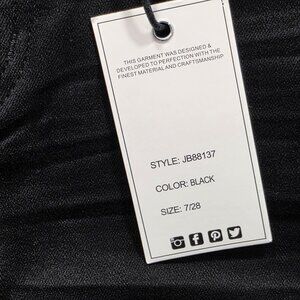 THIS GARMENT WAS DESIGNED &
DEVELOPED TO PERFECTION WITH THE
FINEST MATERIAL AND CRAFTSMANSHIP
STYLE: JB88137
COLOR: BLACK
SIZE: 7/28